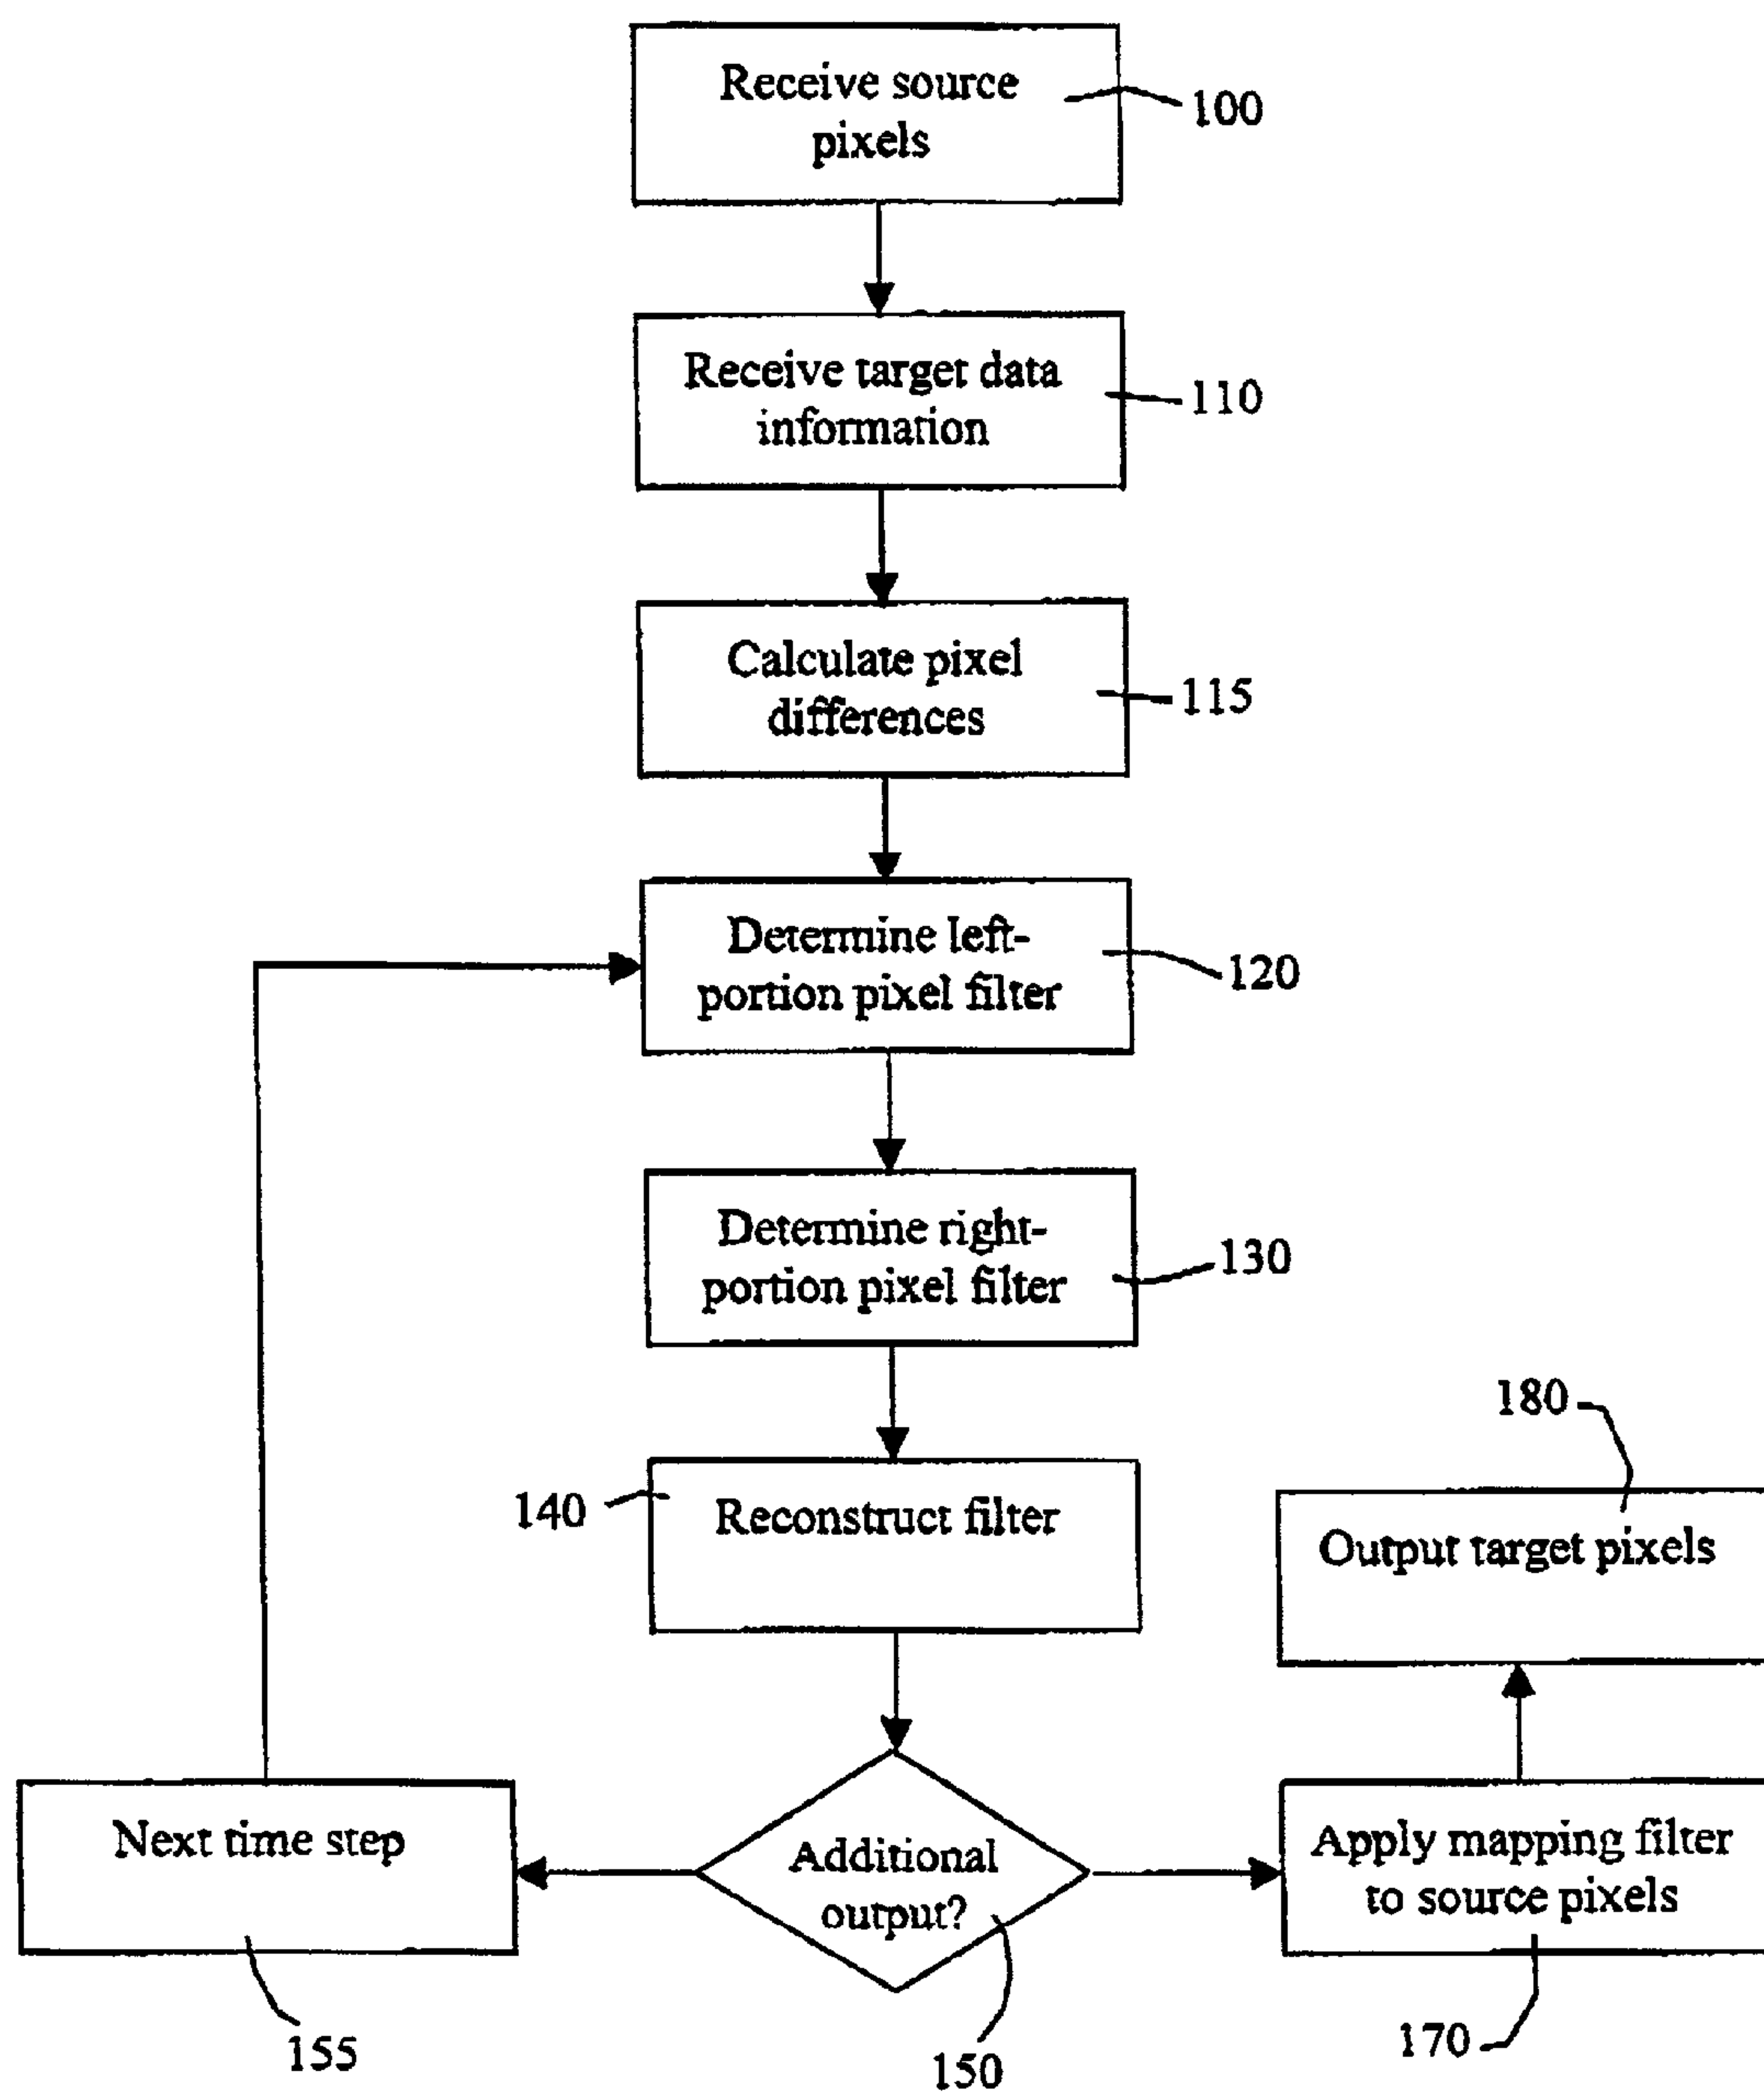 Receive source
pixels
100
Receive target data
information
110
Calculate pixel
differences
115
Determine left-
portion pixel filter
120
Determine right-
portion pixel filter
130
140
Reconstruct filter
180
Output target pixels
Next time step
Additional
output?
Apply mapping filter
to source pixels
155
150
170